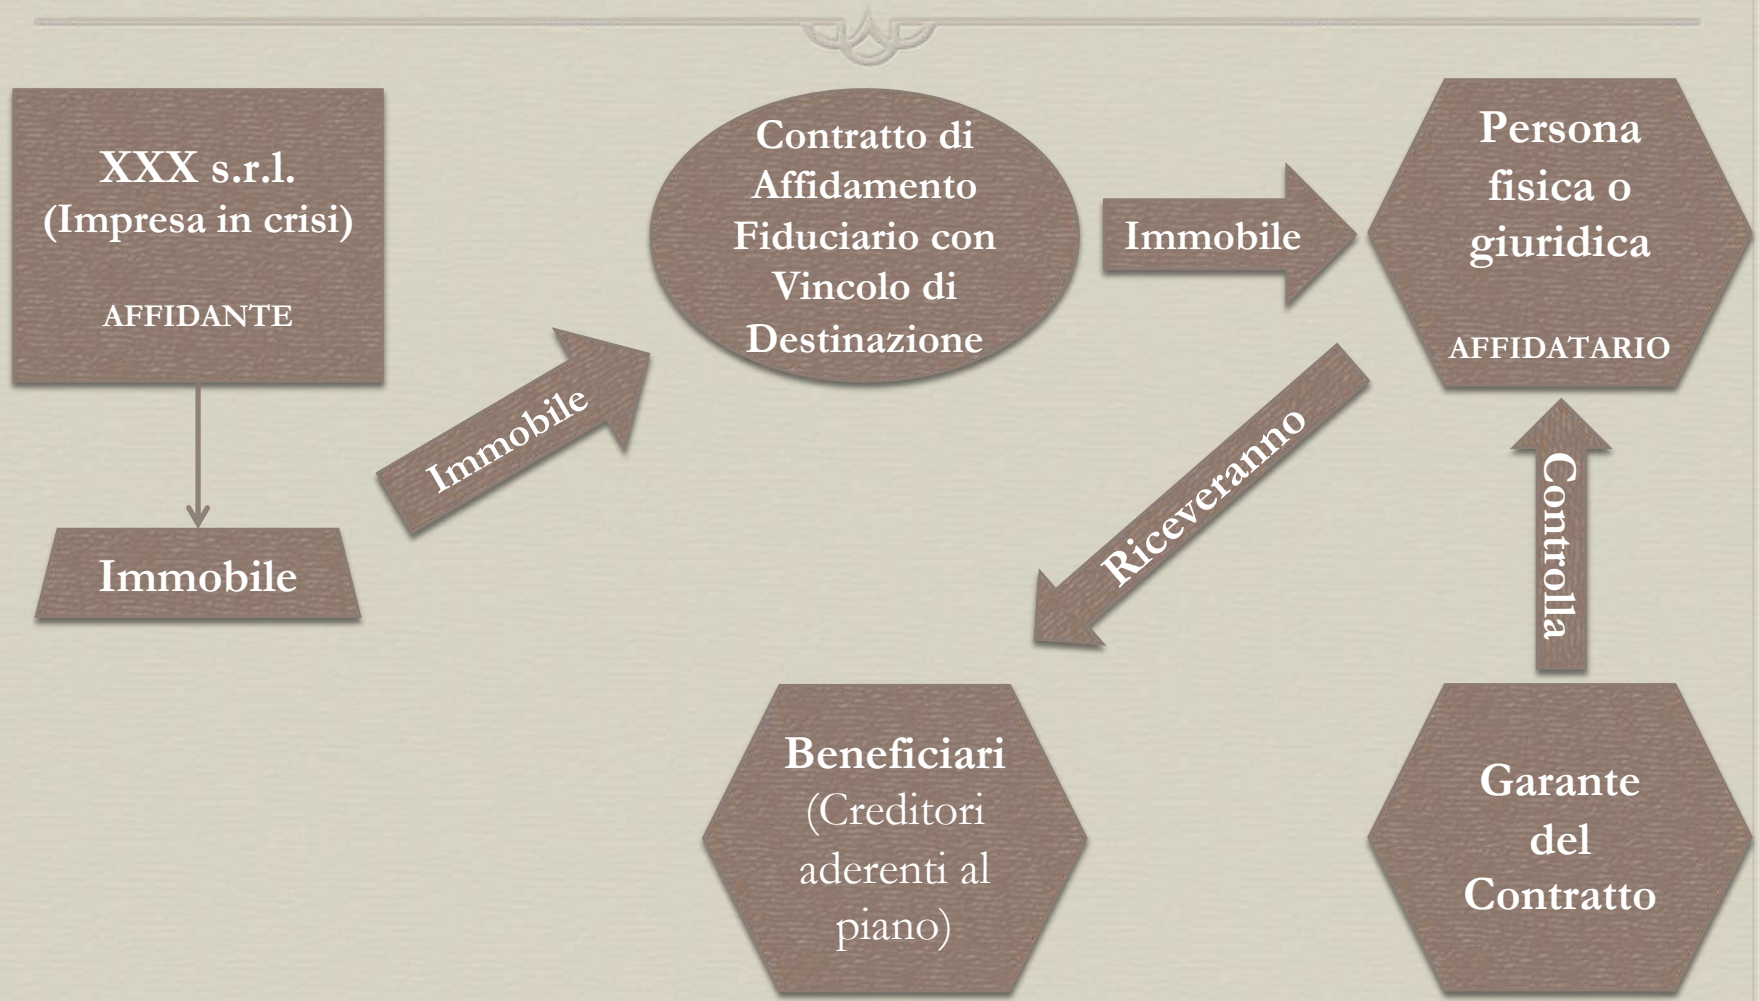 XXX s.r.l.
(Impresa in crisi)
AFFIDANTE
Immobile
Immobile
Contratto di
Affidamento
Fiduciario con
Vincolo di
Destinazione
Immobile
Persona
fisica o
giuridica
AFFIDATARIO
Riceveranno
Controlla
Beneficiari
(Creditori
aderenti al
piano)
Garante
del
Contratto